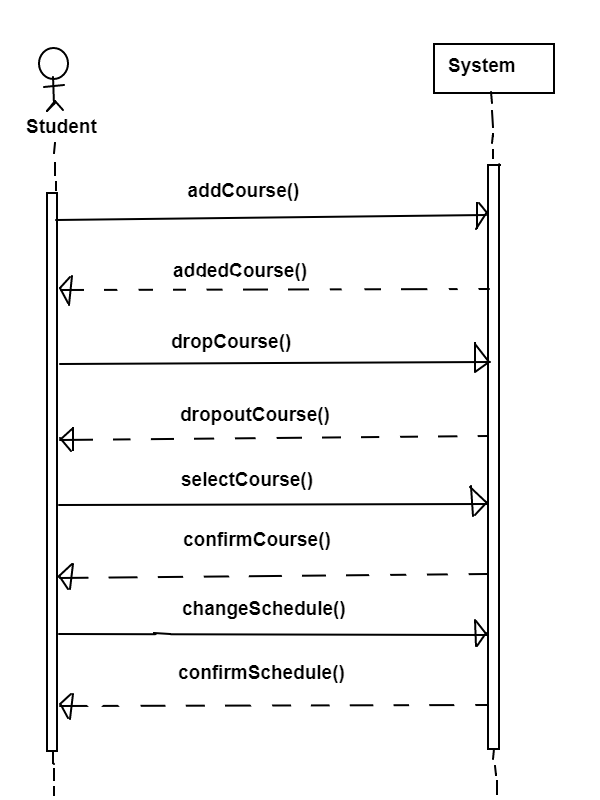 System
Student
addCourse()
addedCourse()
dropCourse()
dropoutCourse()
selectCourse()
confirmCourse()
changeSchedule()
confirmSchedule()